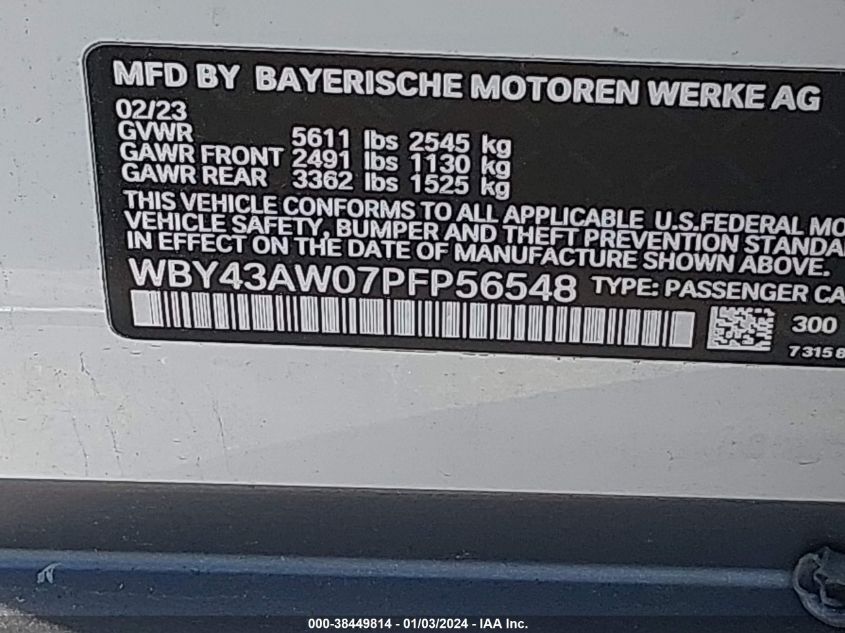 MFD BY BAYERISCHE MOTOREN WERKE AG
02/23
GVWR 5611 lbs 2545 kg
GAWR FRONT 2491 lbs 1130 kg
GAWR REAR 3362 lbs 1525 kg
THIS VEHICLE CONFORMS TO ALL APPLICABLE U.S.FEDERAL MO
VEHICLE SAFETY, BUMPER AND THEFT PREVENTION STANDA
IN EFFECT ON THE DATE OF MANUFACTURE SHOWN ABOVE.
WBY43AW07PFP56548 TYPE: PASSENGER CA
300
7315 8
000-38449814 - 01/03/2024 - IAA Inc.